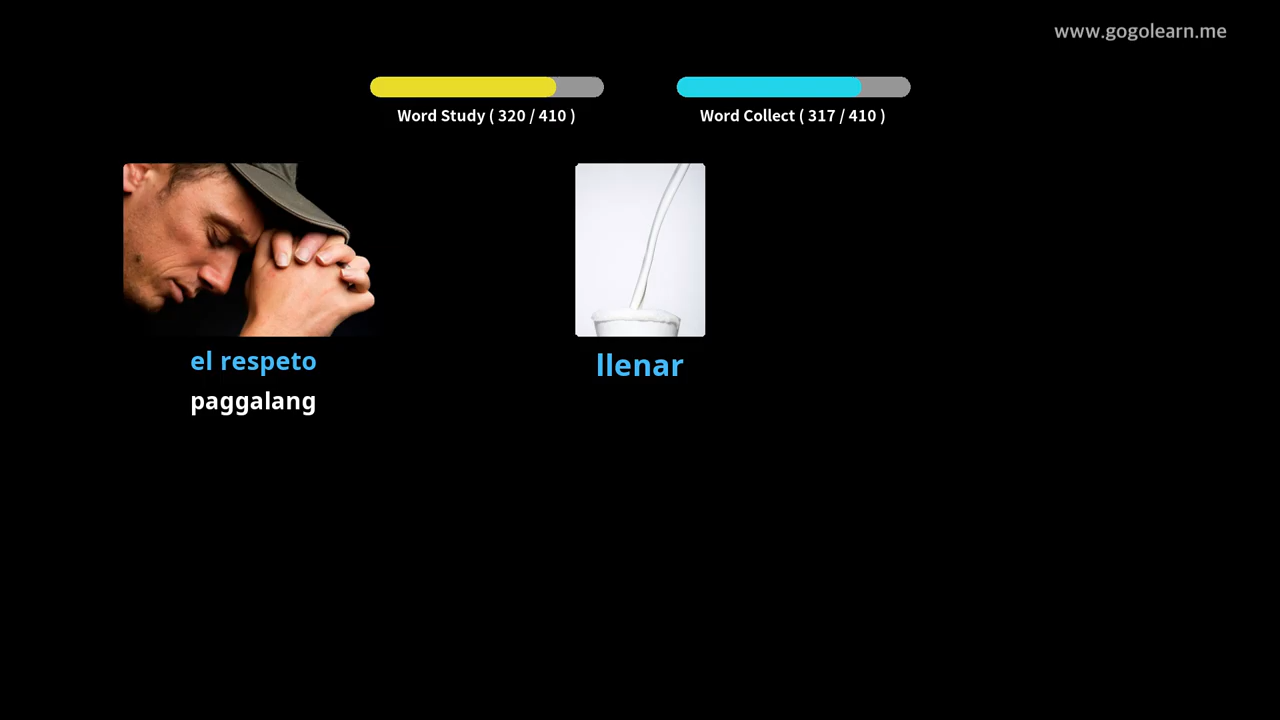 www.gogolearn.me
Word Study ( 320 / 410 )
Word Collect ( 317 / 410 )
el respeto
paggalang
llenar